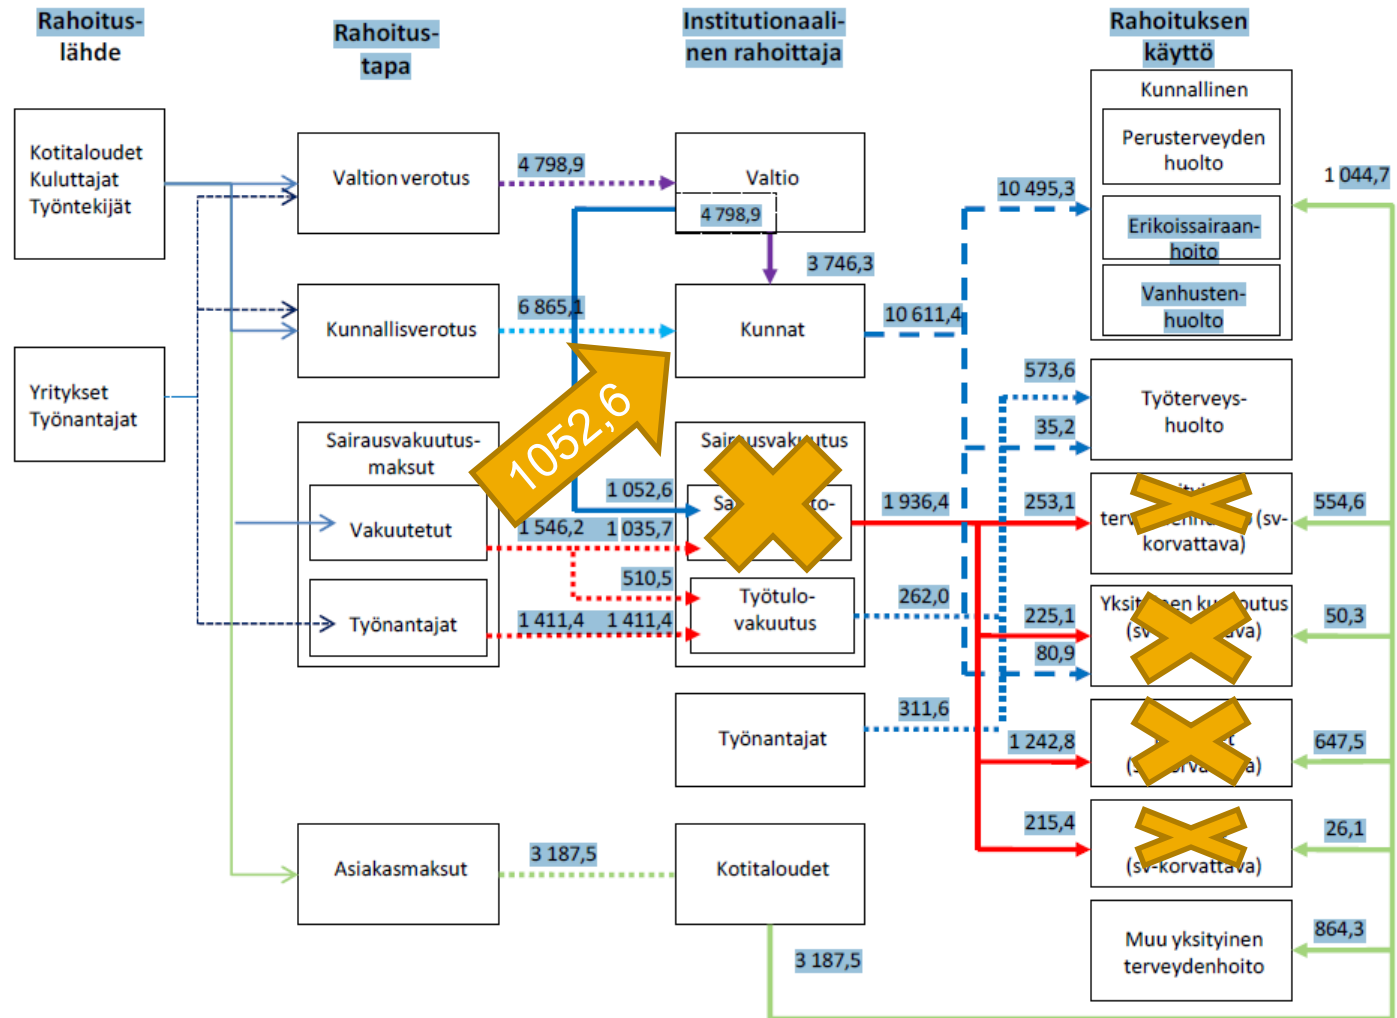 Rahoitus-
lähde
Rahoitus-
tapa
Institutionaali-
nen rahoittaja
Rahoituksen
käyttö
Kotitaloudet
Kuluttajat
Työntekijät
Yritykset
Työnantajat
Valtion verotus
4 798,9
Kunnallisverotus
6 865,1
Sairausvakuutus-
maksut
Vakuutetut
1 546,2
1 035,7
510,5
1 052,6
Työnantajat
1 411,4
1 411,4
Asiakasmaksut
3 187,5
1052,6
Valtio
4 798,9
3 746,3
Kunnat
10 611,4
Sairausvakuutus
1 936,4
Työtulo-
vakuutus
262,0
Työnantajat
311,6
Kotitaloudet
3 187,5
Kunnallinen
Perusterveyden
huolto
Erikoissairaan-
hoito
Vanhusten-
huolto
10 495,3
1 044,7
573,6
35,2
Työterveys-
huolto
253,1
(sv-
korvattava)
554,6
225,1
80,9
50,3
1 242,8
647,5
215,4
(sv-korvattava)
26,1
Muu yksityinen
terveydenhoito
864,3